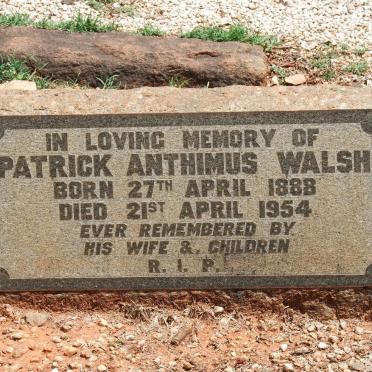 IN LOVING MEMORY OF
PATRICK ANTHIMUS WALSH
BORN 27TH APRIL 1888
DIED 21ST APRIL 1954
EVER REMEMBERED BY
HIS WIFE & CHILDREN
R. I. P.